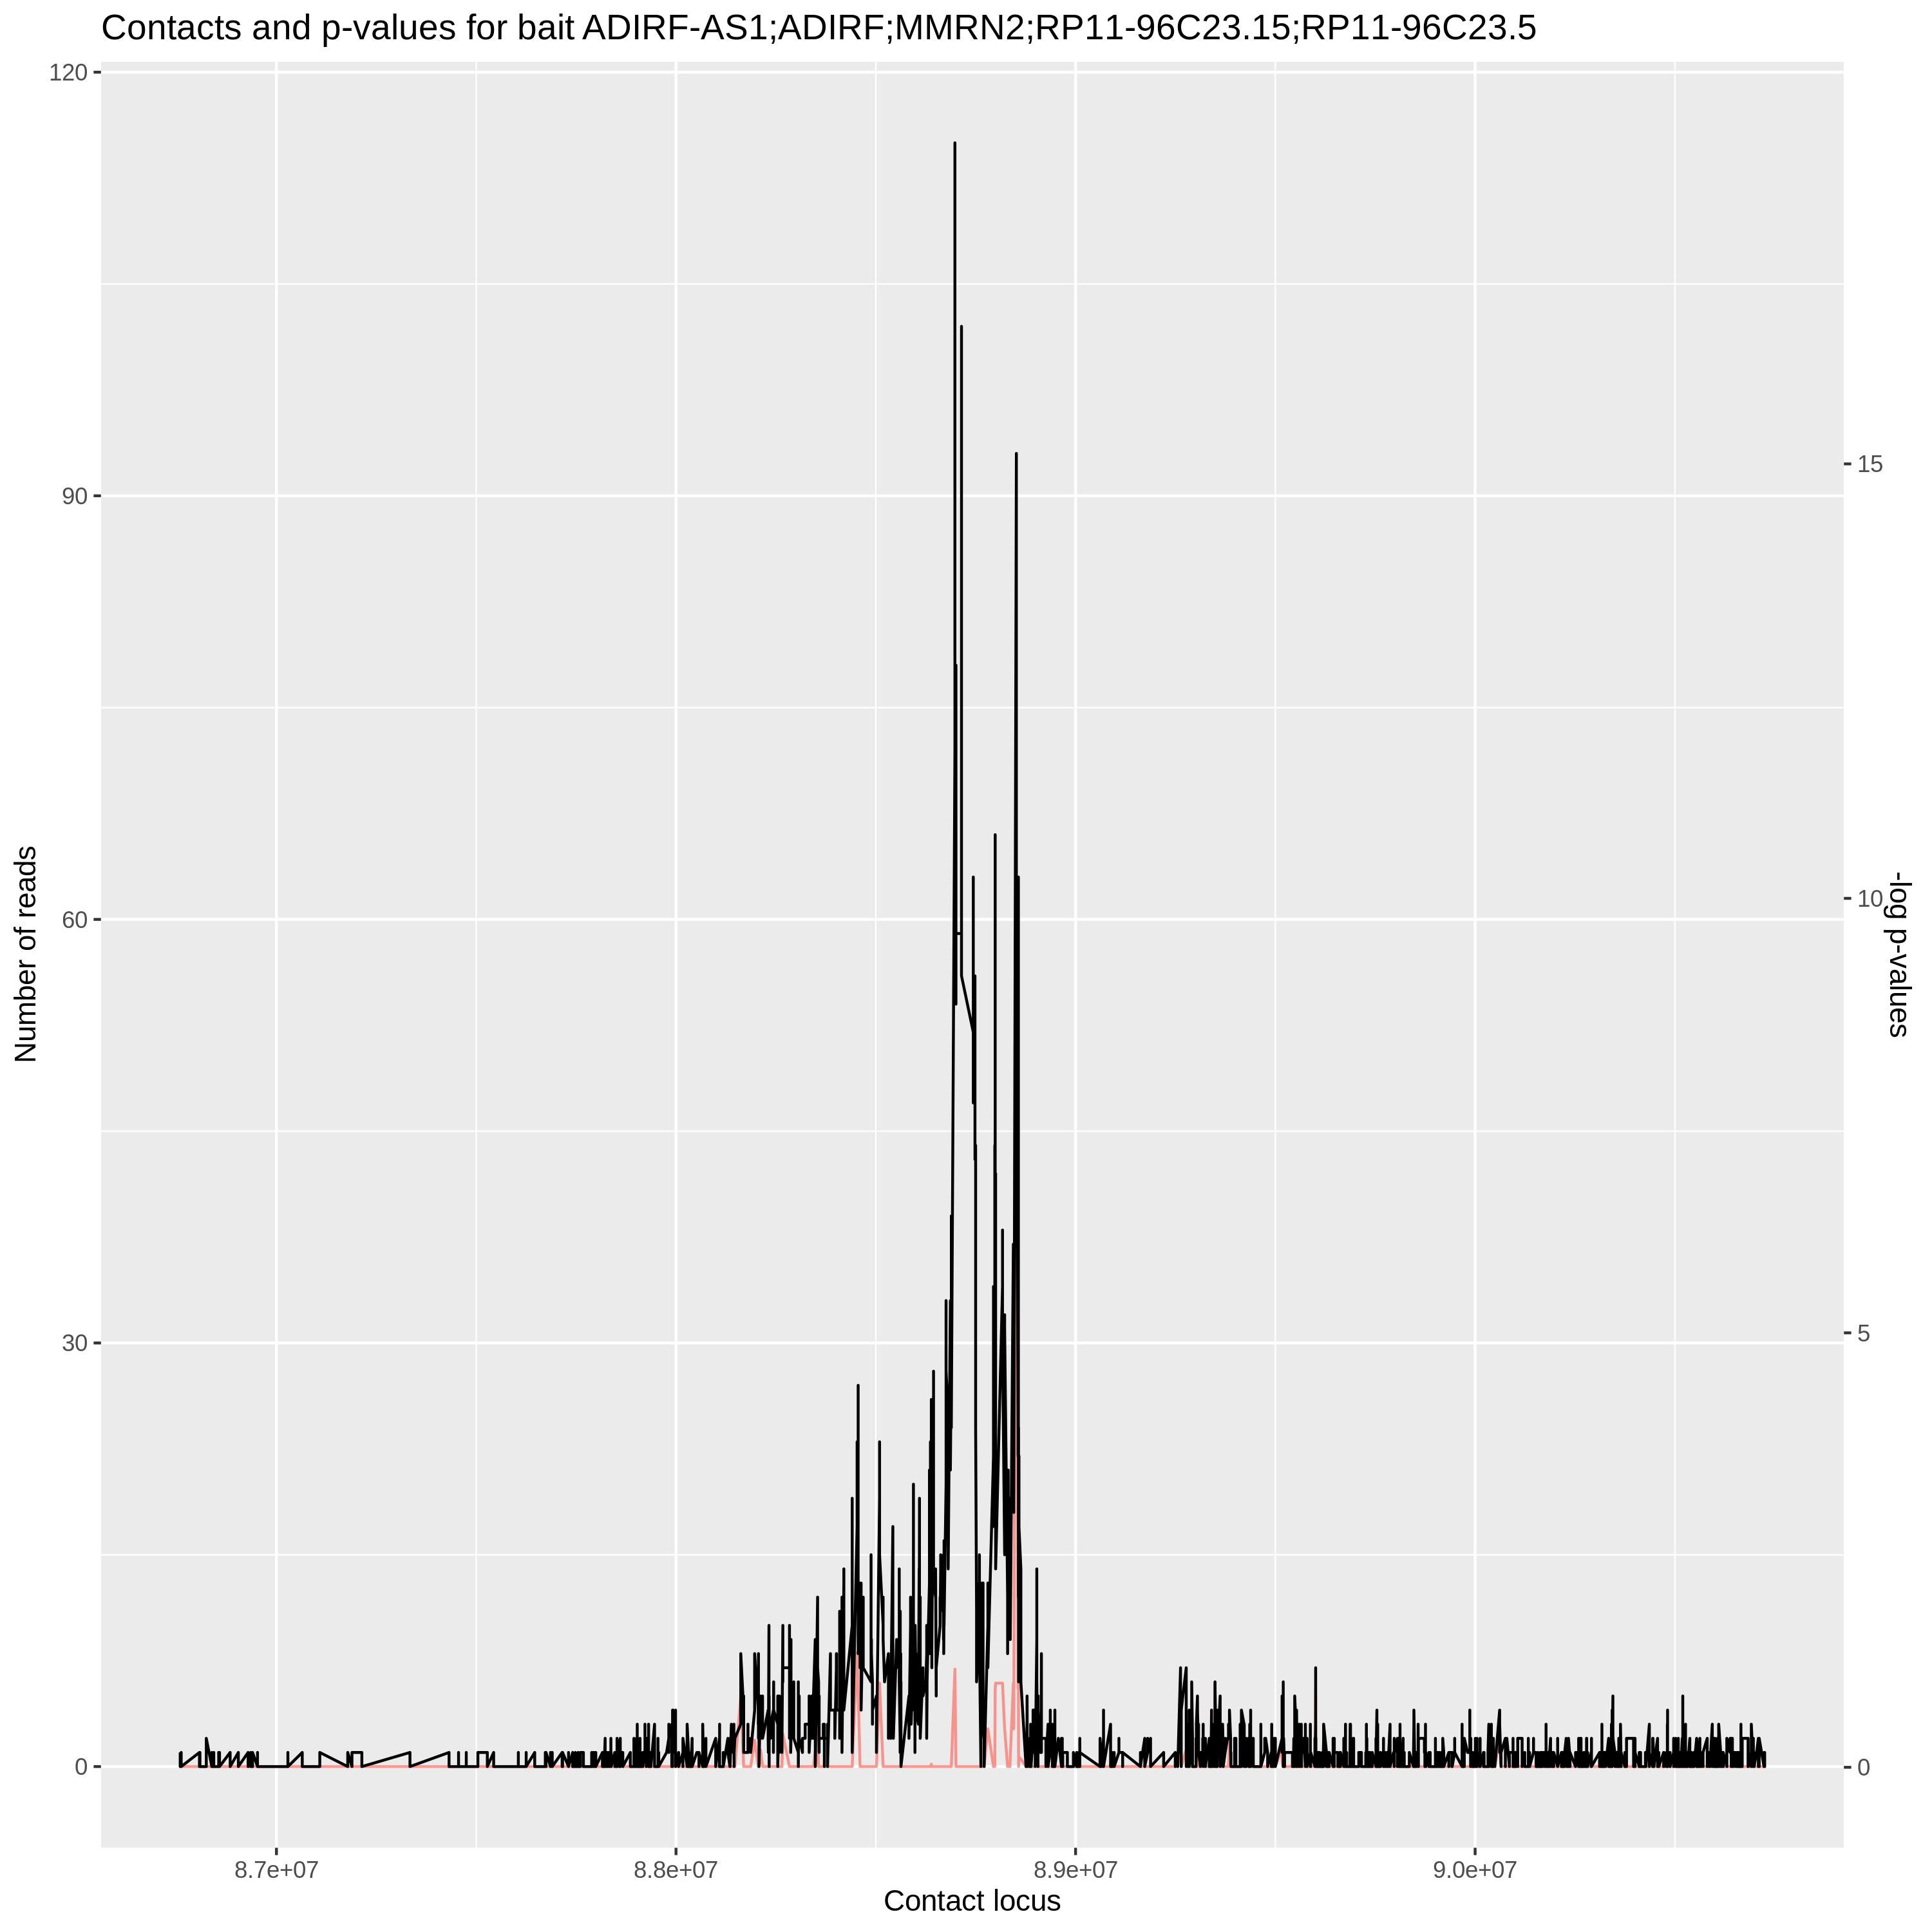 Contacts and p-values for bait ADIRF-AS1;ADIRF;MMRN2;RP11-96C23.15;RP11-96C23.5
120
90
60
30
0
Number of reads
15
10
5
0
-log p-values
8.7e+07
8.8e+07
8.9e+07
9.0e+07
Contact locus